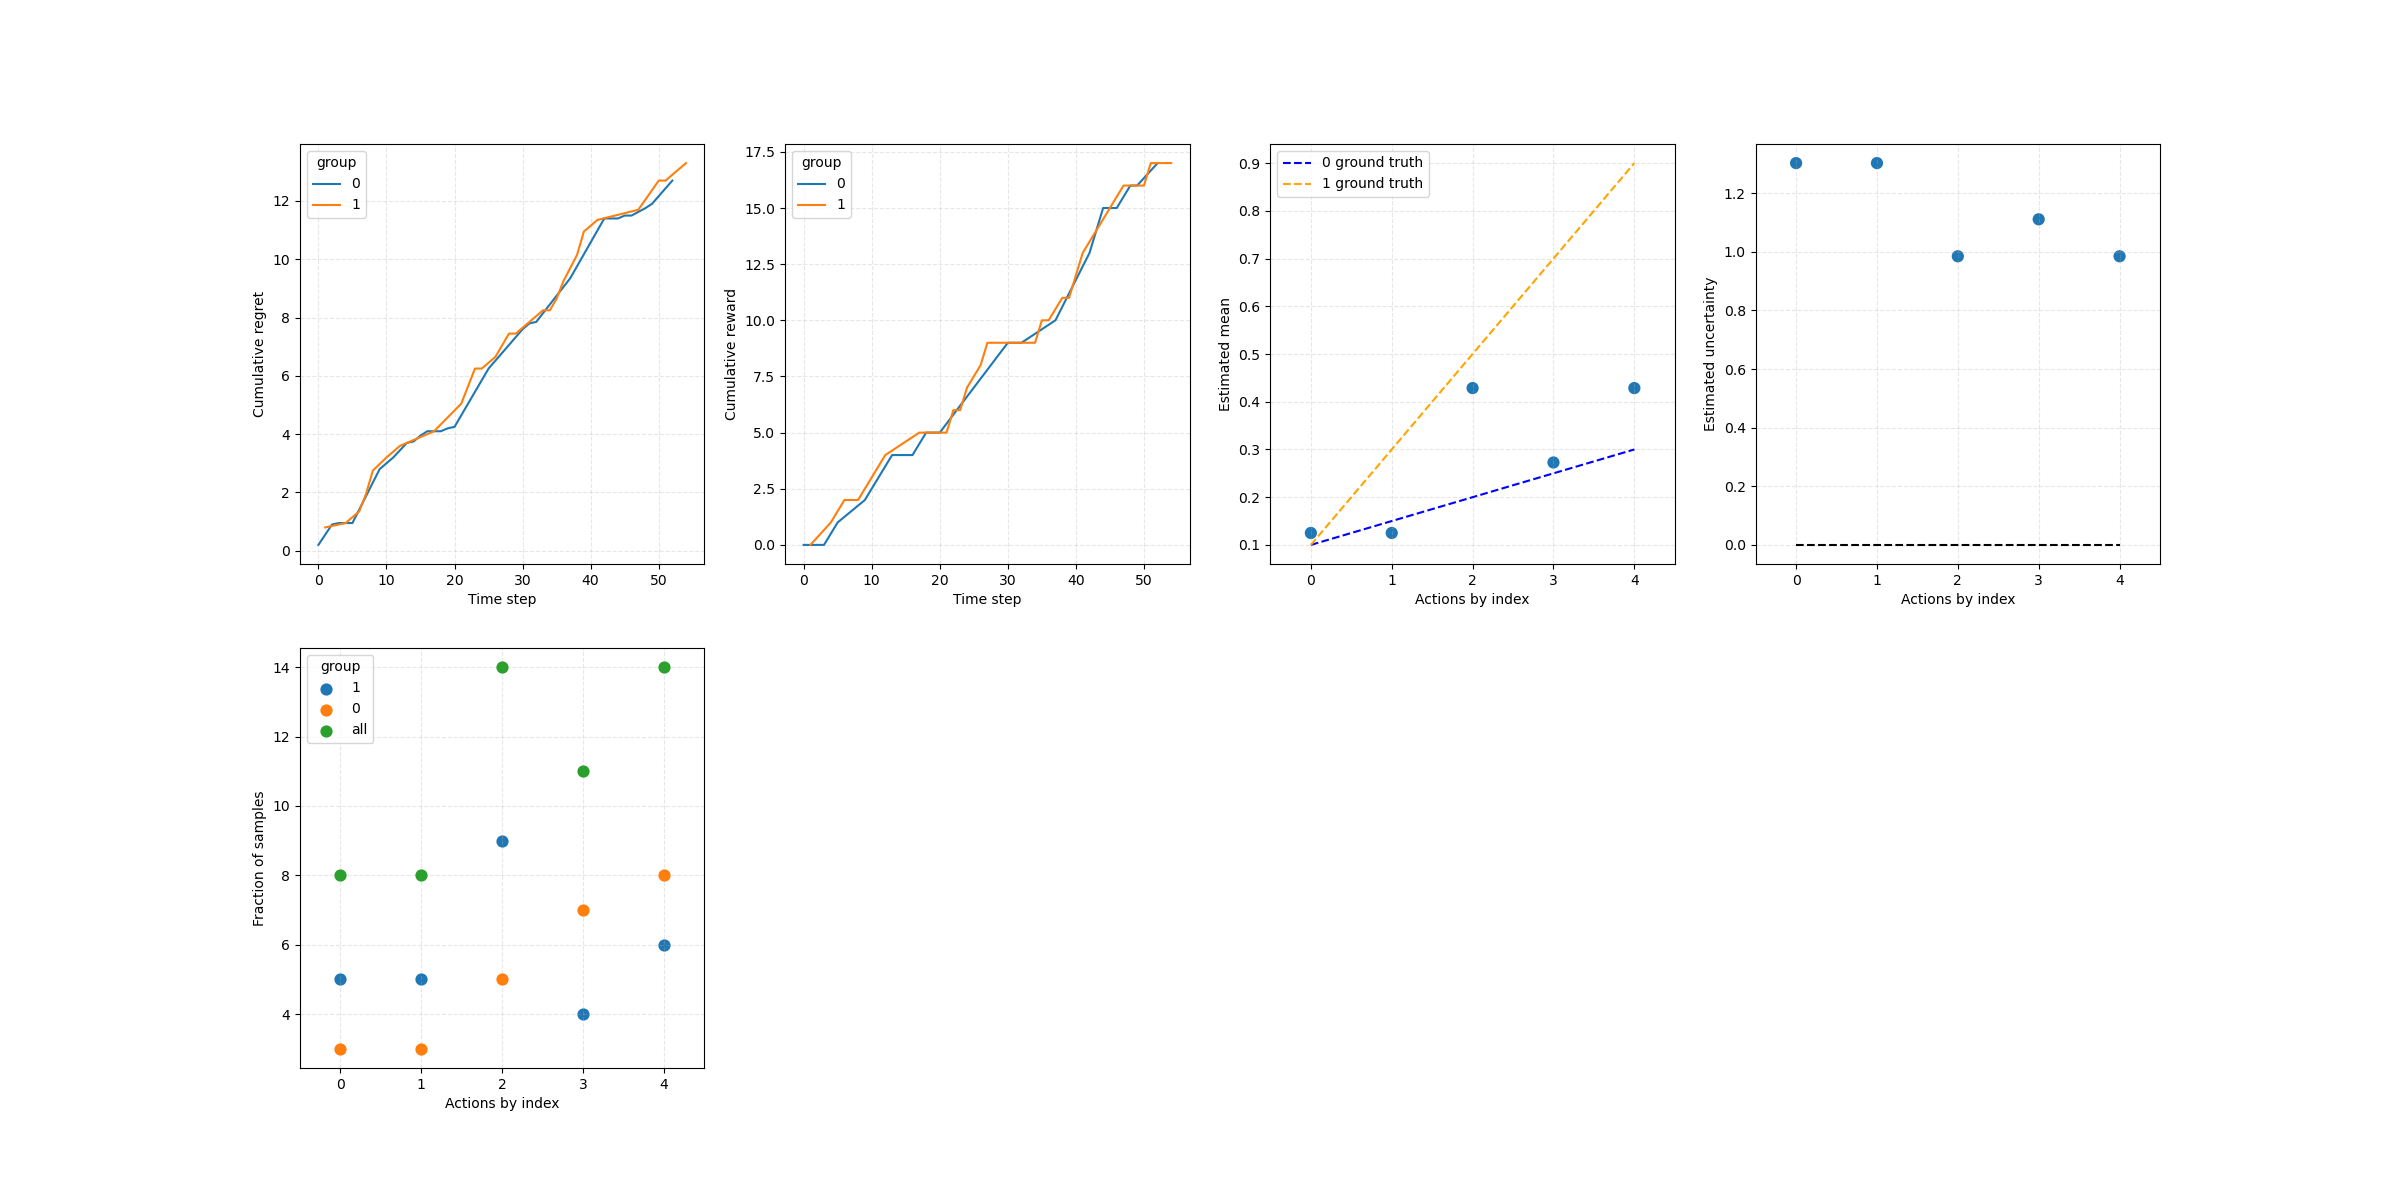 group
0
1
12
10
8
6
4
2
0
Cumulative regret
0 10 20 30 40 50
Time step
group
0
1
17.5
15.0
12.5
10.0
7.5
5.0
2.5
0.0
Cumulative reward
0 10 20 30 40 50
Time step
0 ground truth
1 ground truth
0.9
0.8
0.7
0.6
0.5
0.4
0.3
0.2
0.1
Estimated mean
0 1 2 3 4
Actions by index
1.2
1.0
0.8
0.6
0.4
0.2
0.0
Estimated uncertainty
0 1 2 3 4
Actions by index
group
1
0
all
14
12
10
8
6
4
Fraction of samples
0 1 2 3 4
Actions by index